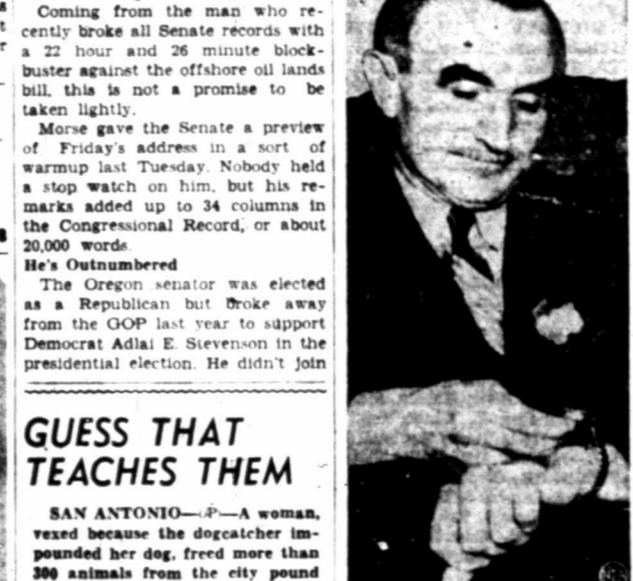 Coming from the man who re-
cently broke all Senate records with
a 22 hour and 26 minute block-
buster against the offshore oil lands
bill, this is not a promise to be
taken lightly.
Morse gave the Senate a preview
of Friday's address in a sort of
warmup last Tuesday. Nobody held
a stop watch on him, but his re-
marks added up to 34 columns in
the Congressional Record, or about
20,000 words.
He's Outnumbered
The Oregon senator was elected
as a Republican but broke away
from the GOP last year to support
Democrat Adlai E. Stevenson in the
presidential election. He didn't join
GUESS THAT
TEACHES THEM
SAN ANTONIO—(P)—A woman,
vexed because the dogcatcher im-
pounded her dog, freed more than
300 animals from the city pound